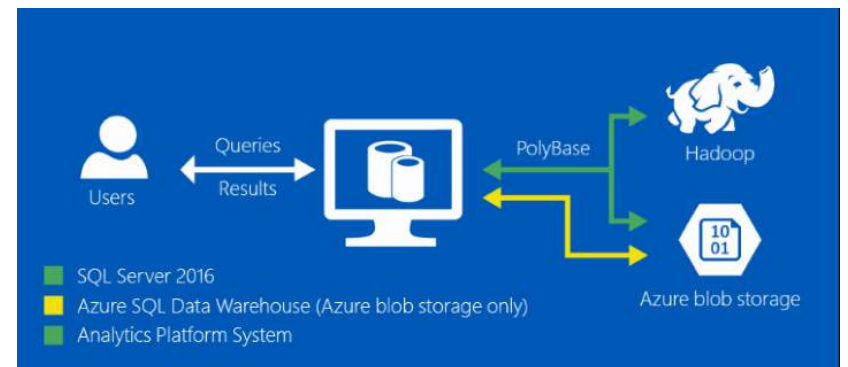 Queries
Results
Users
PolyBase
Hadoop
10
01
Azure blob storage
SQL Server 2016
Azure SQL Data Warehouse (Azure blob storage only)
Analytics Platform System